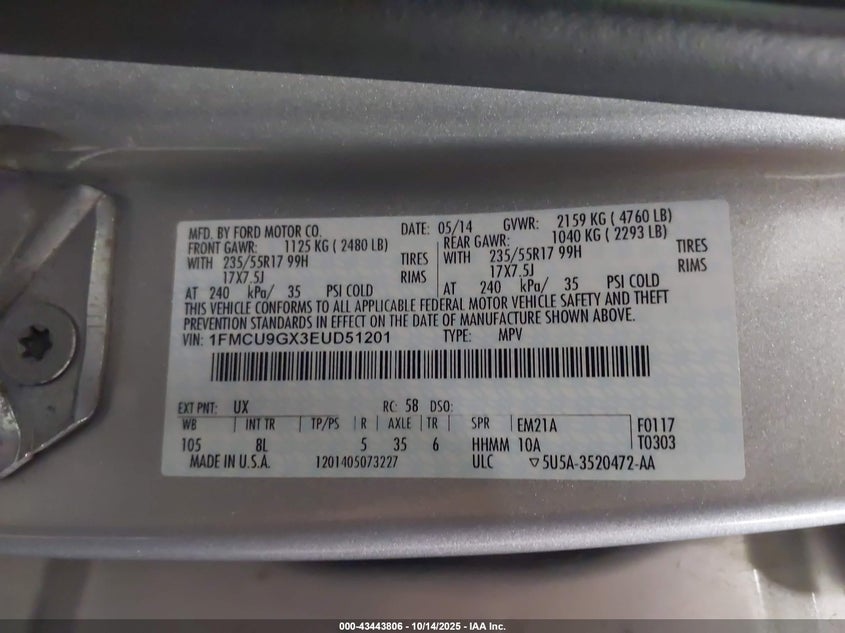 MFD. BY FORD MOTOR CO. DATE: 05/14 GVWR: 2159 KG ( 4760 LB)
FRONT GAWR: 1125 KG ( 2480 LB) REAR GAWR: 1040 KG ( 2293 LB)
WITH 235/55R17 99H TIRES WITH 235/55R17 99H TIRES
17X7.5J RIMS 17X7.5J RIMS
AT 240 kPa/ 35 PSI COLD AT 240 kPa/ 35 PSI COLD
THIS VEHICLE CONFORMS TO ALL APPLICABLE FEDERAL MOTOR VEHICLE SAFETY AND THEFT
PREVENTION STANDARDS IN EFFECT ON THE DATE OF MANUFACTURE SHOWN ABOVE.
VIN: 1FMCU9GX3EUD51201 TYPE: MPV
EXT PNT: UX RC: 58 DSO:
WB INT TR TP/PS R AXLE TR SPR EM21A F0117
105 8L 5 35 6 HHMM 10A T0303
MADE IN U.S.A. 1201405073227 ULC ▽5U5A-3520472-AA
000-43443806 - 10/14/2025 - IAA Inc.